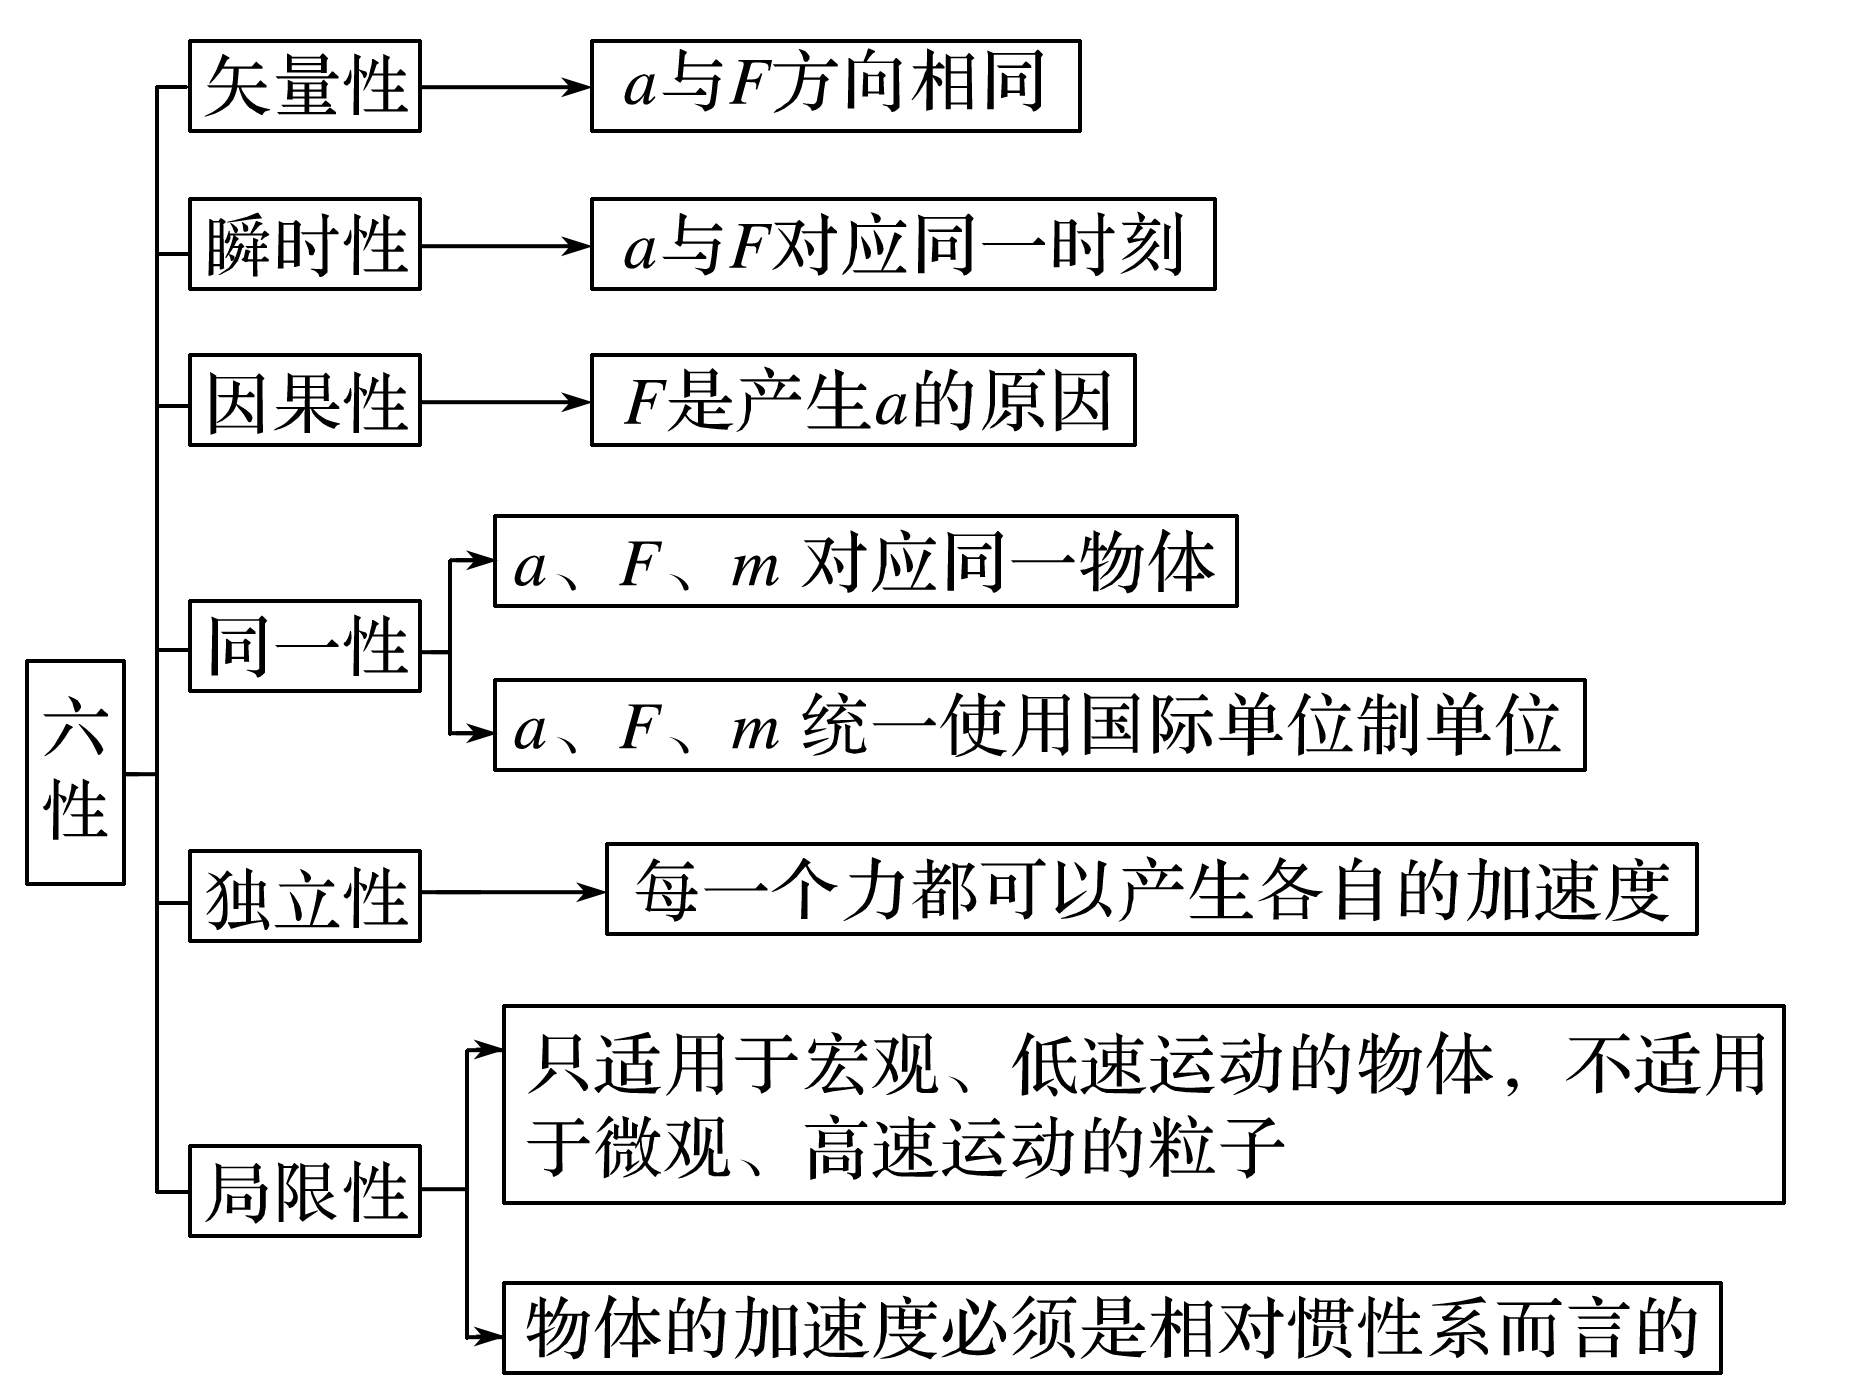 六性
矢量性
a与F方向相同
瞬时性
a与F对应同一时刻
因果性
F是产生a的原因
同一性
a、F、m 对应同一物体
a、F、m 统一使用国际单位制单位
独立性
每一个力都可以产生各自的加速度
局限性
只适用于宏观、低速运动的物体，不适用
于微观、高速运动的粒子
物体的加速度必须是相对惯性系而言的